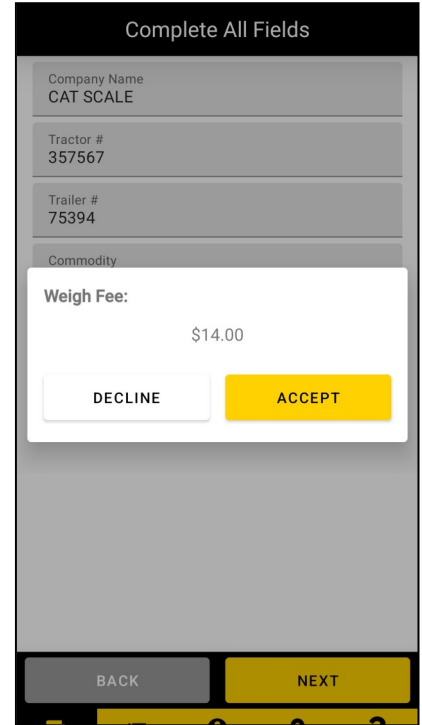 Complete All Fields
Company Name
CAT SCALE
Tractor #
357567
Trailer #
75394
Commodity
Weigh Fee:
$14.00
DECLINE
ACCEPT
BACK
NEXT